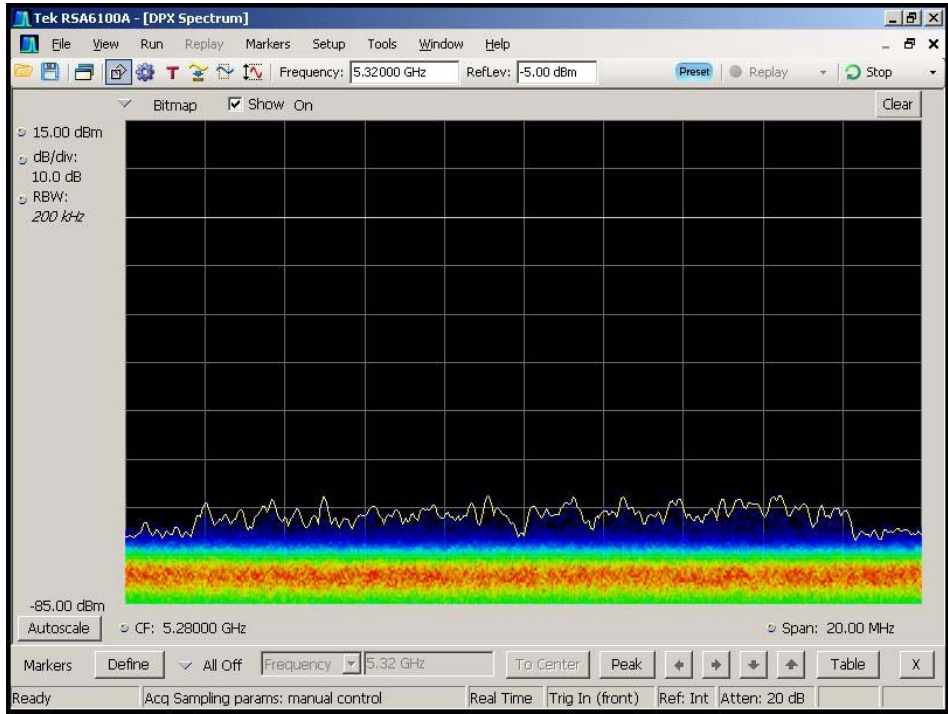 Tek RSA6100A - [DPX Spectrum]
File View Run Replay Markers Setup Tools Window Help
T Frequency: 5.32000 GHz RefLev: -5.00 dBm Preset Replay Stop
Bitmap Show On Clear
15.00 dBm
dB/div:
10.0 dB
RBW:
200 kHz
-85.00 dBm
Autoscale CF: 5.28000 GHz Span: 20.00 MHz
Markers Define All Off Frequency 5.32 GHz To Center Peak Table X
Ready Acq Sampling params: manual control Real Time Trig In (front) Ref: Int Atten: 20 dB